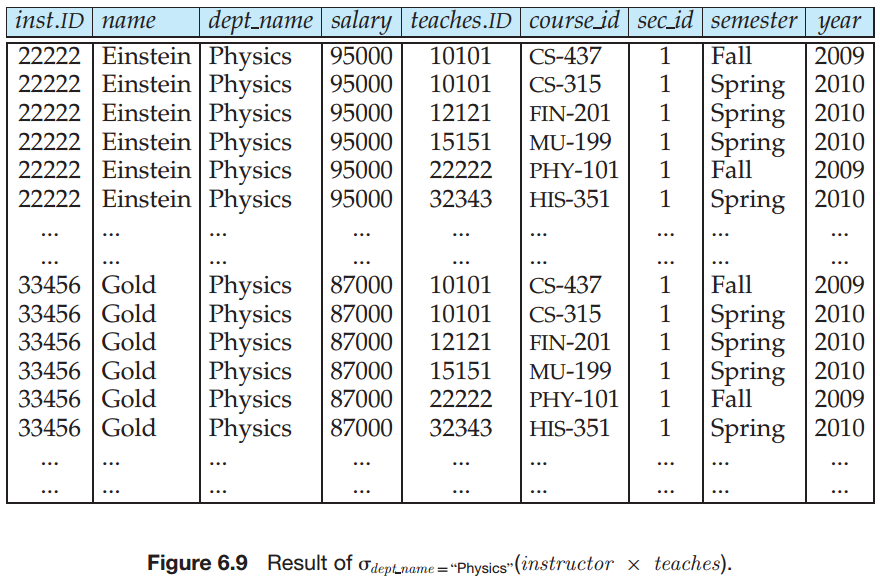 inst.ID name dept_name salary teaches.ID course_id sec_id semester year
22222 Einstein Physics 95000 10101 CS-437 1 Fall 2009
22222 Einstein Physics 95000 10101 CS-315 1 Spring 2010
22222 Einstein Physics 95000 12121 FIN-201 1 Spring 2010
22222 Einstein Physics 95000 15151 MU-199 1 Spring 2010
22222 Einstein Physics 95000 22222 PHY-101 1 Fall 2009
22222 Einstein Physics 95000 32343 HIS-351 1 Spring 2010
... ... ... ... ... ... ... ... ...
... ... ... ... ... ... ... ... ...
33456 Gold Physics 87000 10101 CS-437 1 Fall 2009
33456 Gold Physics 87000 10101 CS-315 1 Spring 2010
33456 Gold Physics 87000 12121 FIN-201 1 Spring 2010
33456 Gold Physics 87000 15151 MU-199 1 Spring 2010
33456 Gold Physics 87000 22222 PHY-101 1 Fall 2009
33456 Gold Physics 87000 32343 HIS-351 1 Spring 2010
... ... ... ... ... ... ... ... ...
... ... ... ... ... ... ... ... ...
Figure 6.9 Result of σdept_name = “Physics”(instructor × teaches).